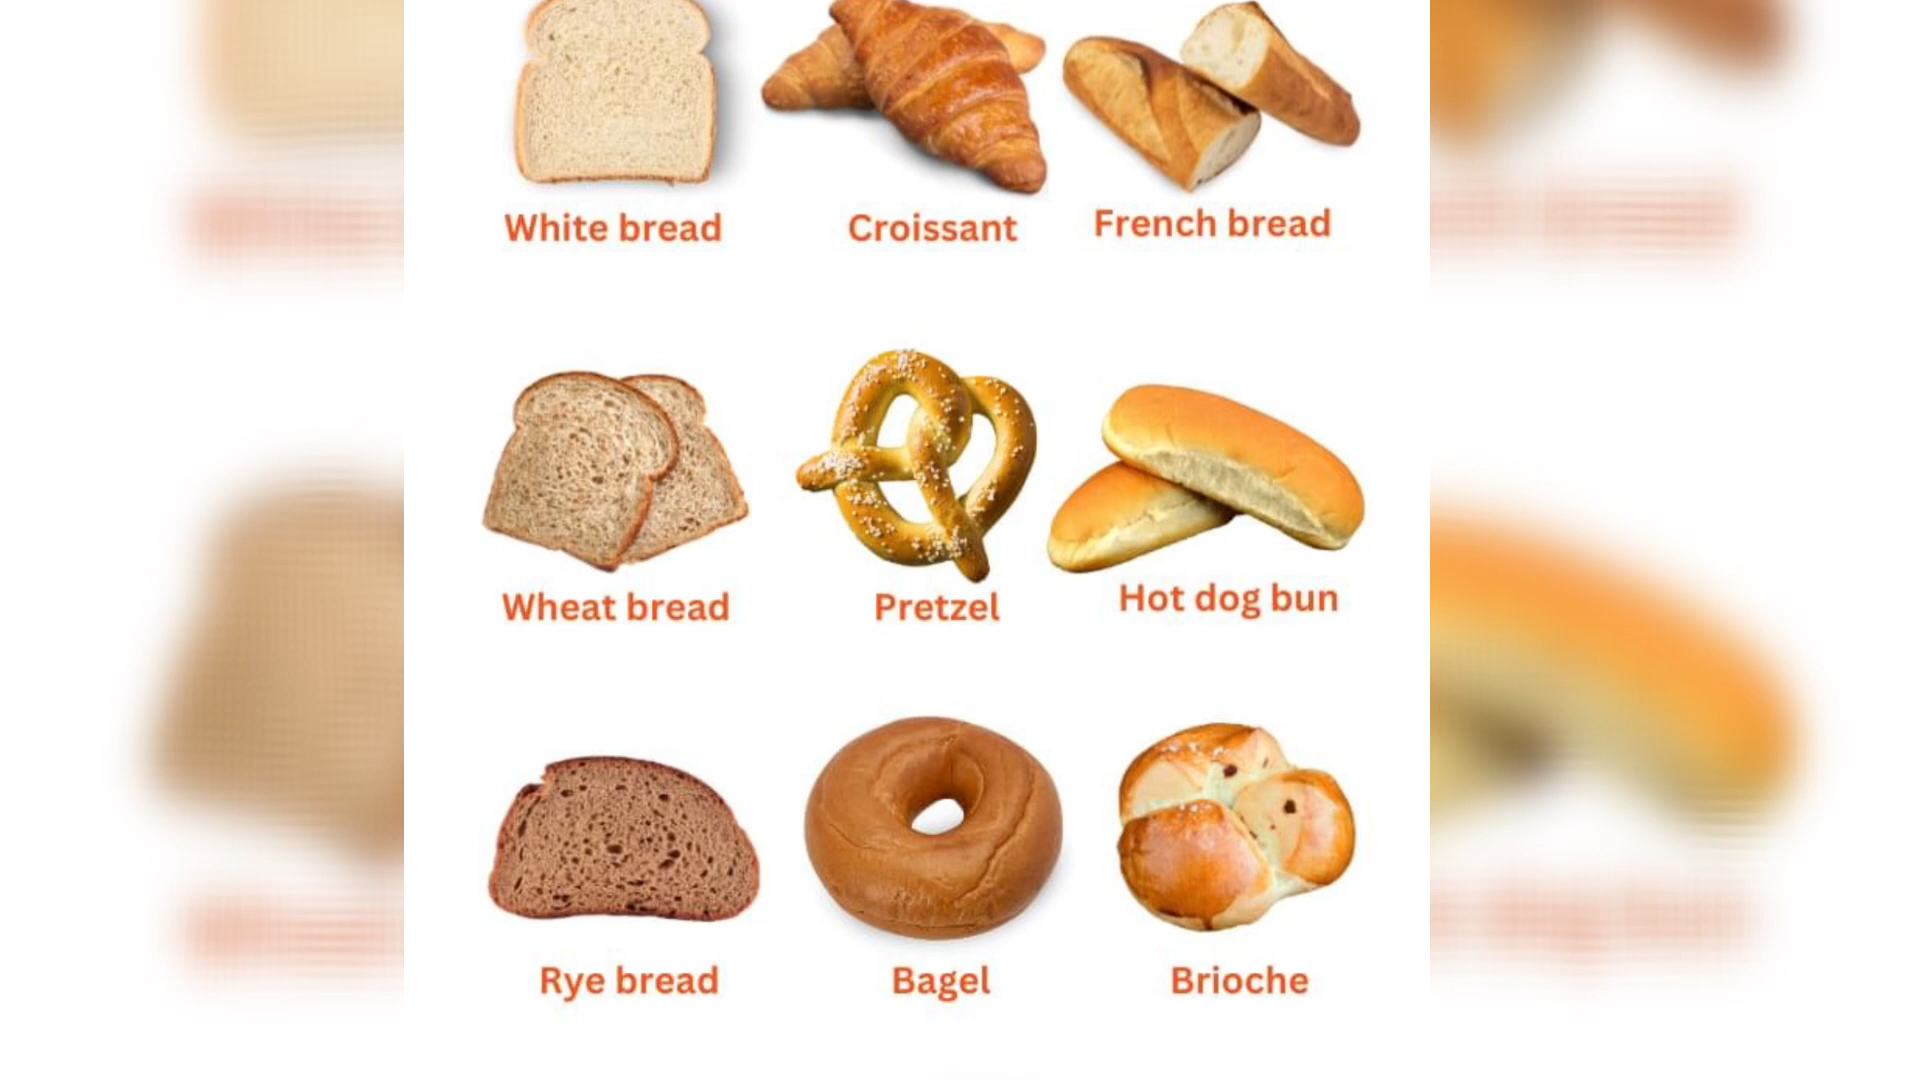 White bread
Croissant
French bread
Wheat bread
Pretzel
Hot dog bun
Rye bread
Bagel
Brioche